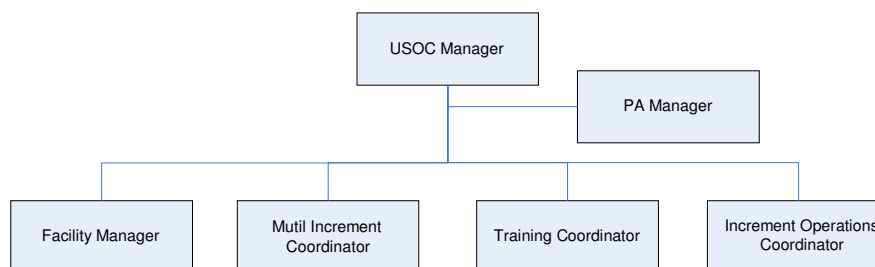 USOC Manager
PA Manager
Facility Manager
Mutil Increment
Coordinator
Training Coordinator
Increment Operations
Coordinator